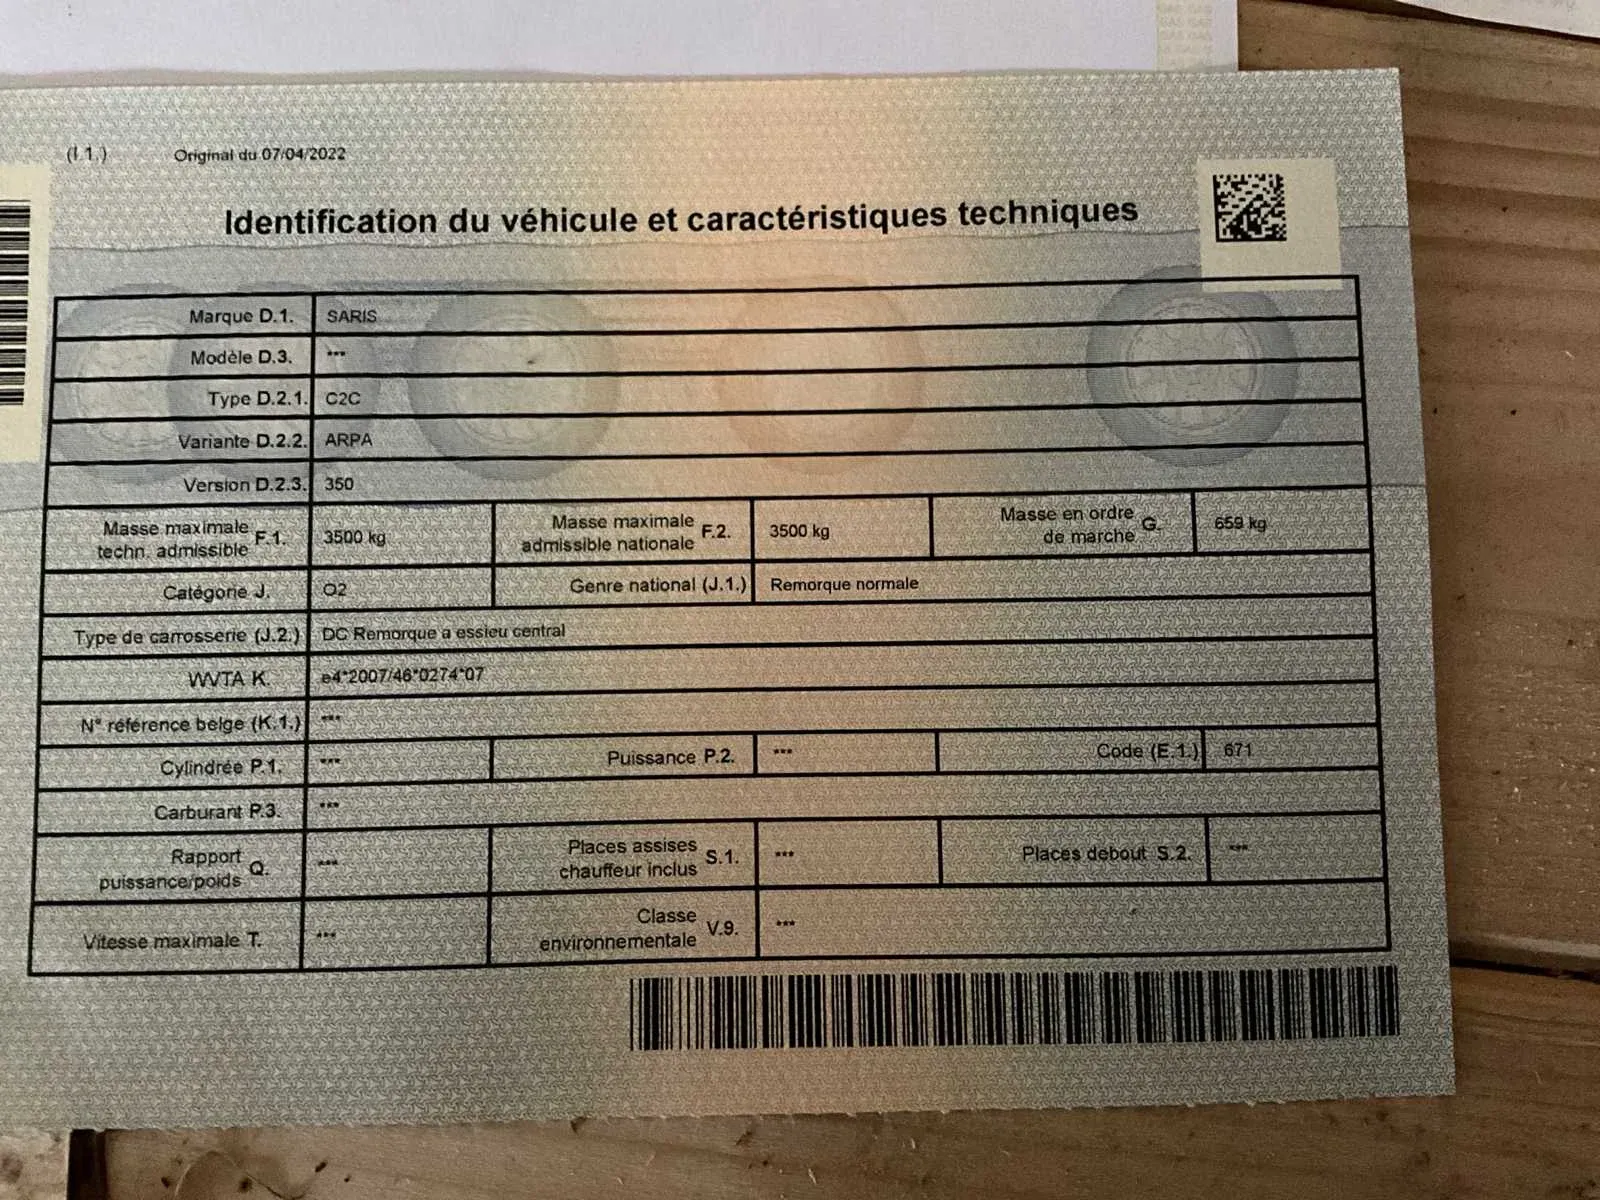 (I.1.) Original du 07/04/2022
Identification du véhicule et caractéristiques techniques
Marque D.1. SARIS
Modèle D.3. ***
Type D.2.1. C2C
Variante D.2.2. ARPA
Version D.2.3. 350
Masse maximale techn. admissible F.1. 3500 kg Masse maximale admissible nationale F.2. 3500 kg Masse en ordre de marche G. 659 kg
Catégorie J. O2 Genre national (J.1.) Remorque normale
Type de carrosserie (J.2.) DC Remorque a essieu central
WVTA K. e4*2007/46*0274*07
N° référence belge (K.1.) ***
Cylindrée P.1. *** Puissance P.2. *** Code (E.1.) 671
Carburant P.3. ***
Rapport puissance/poids Q. *** Places assises chauffeur inclus S.1. *** Places debout S.2. ***
Vitesse maximale T. *** Classe environnementale V.9. ***